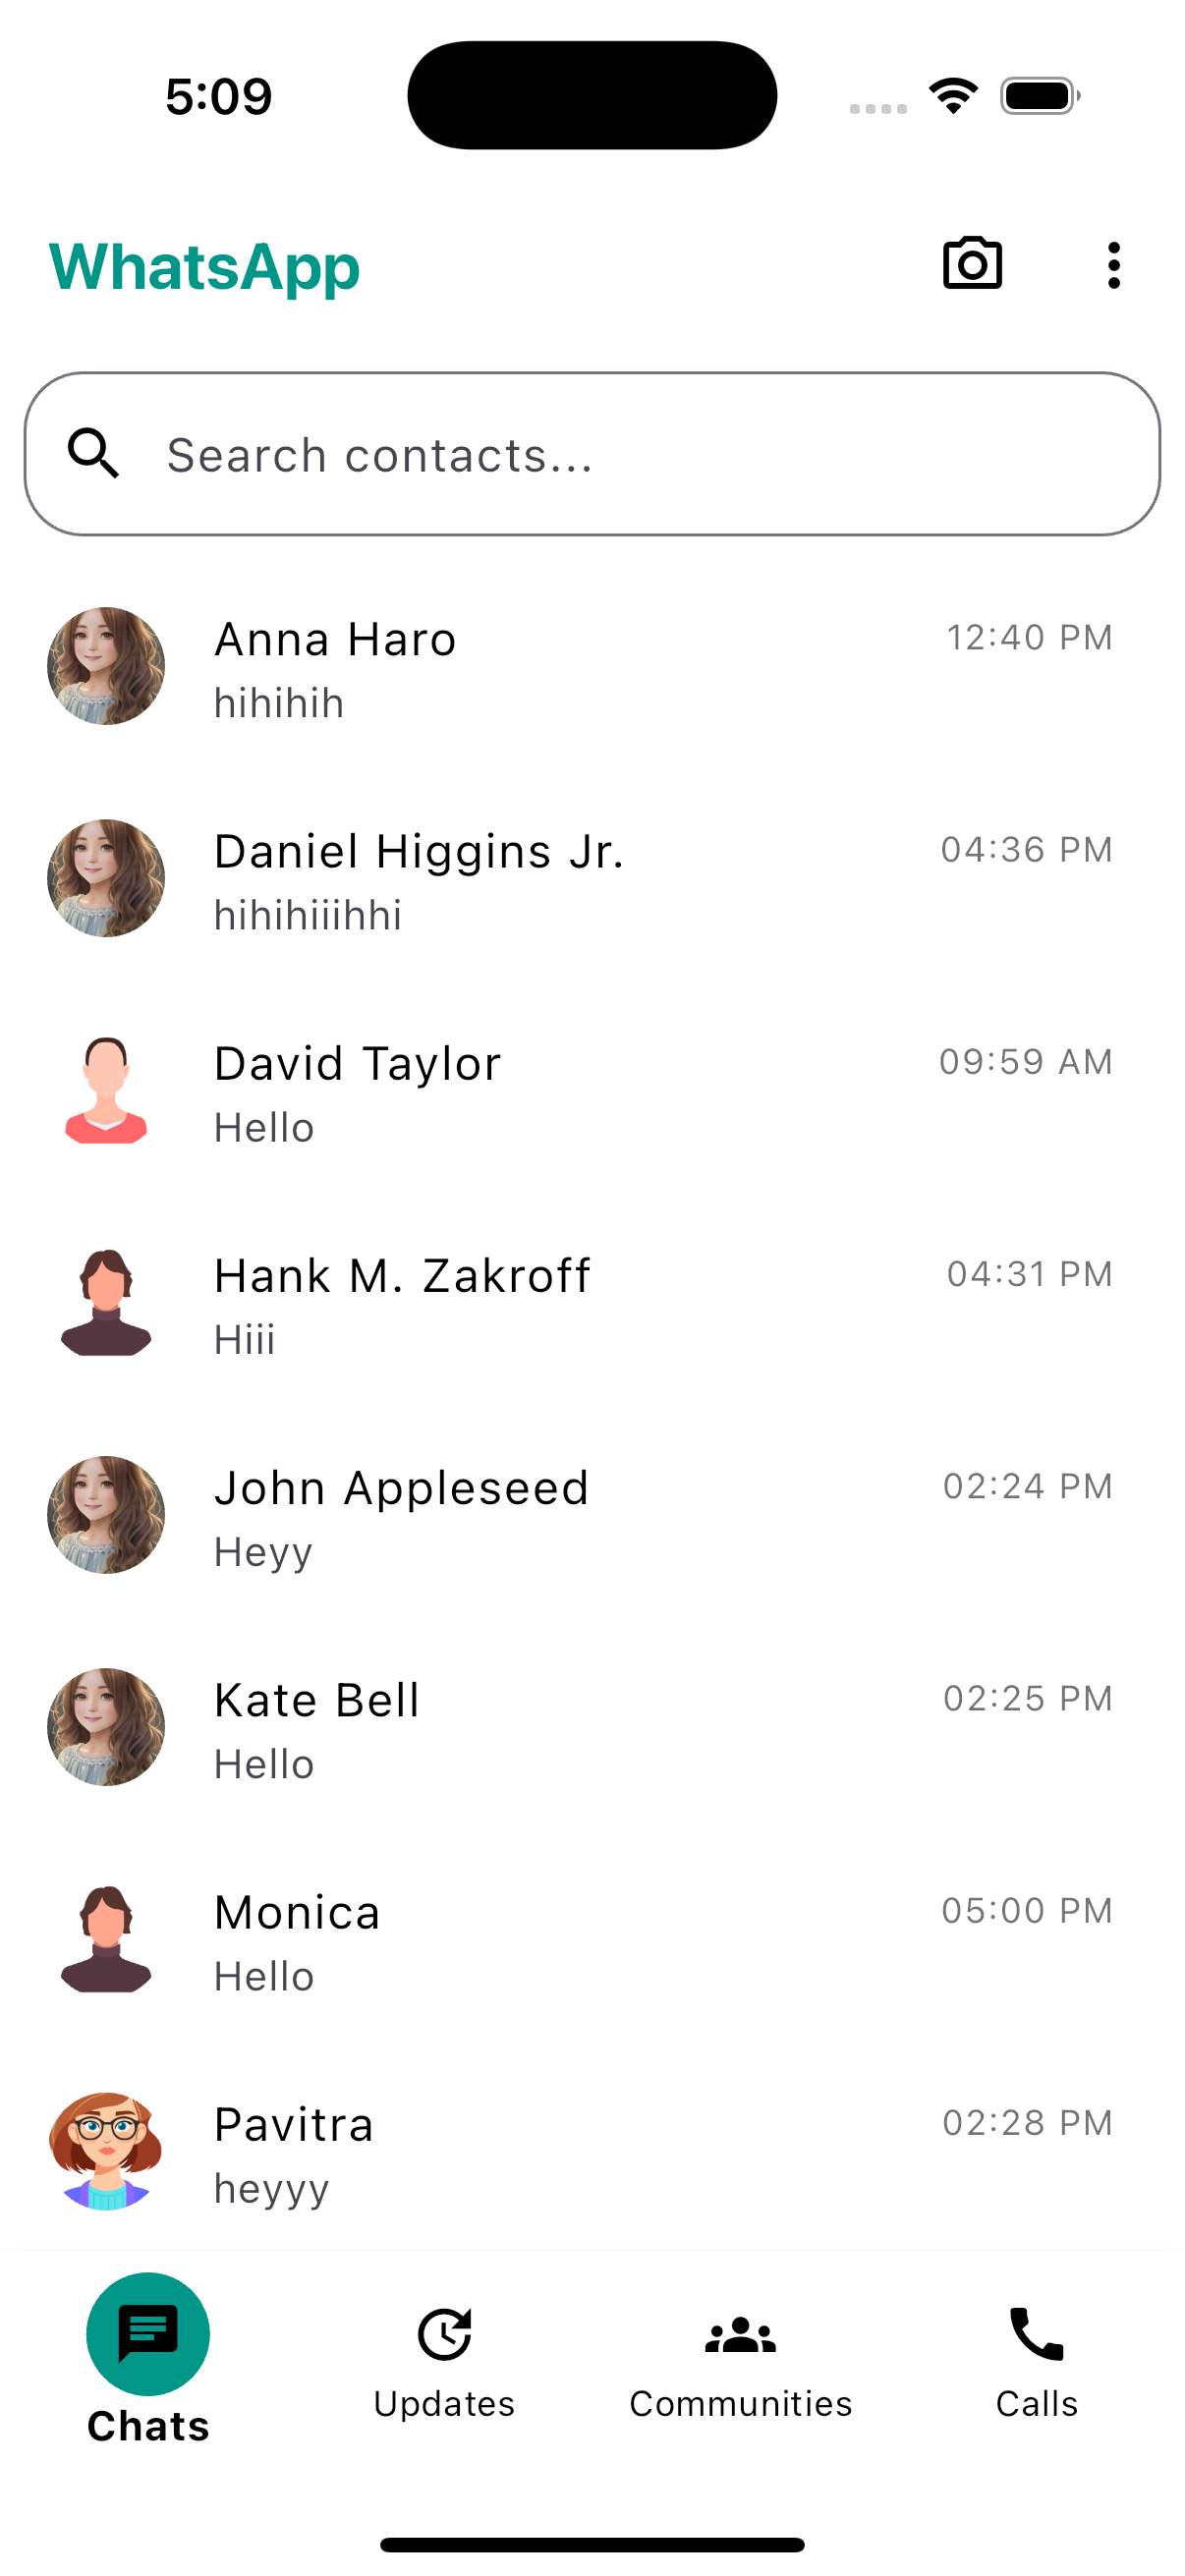 5:09
WhatsApp
Search contacts...
Anna Haro
12:40 PM
hihihih
Daniel Higgins Jr.
04:36 PM
hihihiiihhi
David Taylor
09:59 AM
Hello
Hank M. Zakroff
04:31 PM
Hiii
John Appleseed
02:24 PM
Heyy
Kate Bell
02:25 PM
Hello
Monica
05:00 PM
Hello
Pavitra
02:28 PM
heyyy
Chats
Updates
Communities
Calls